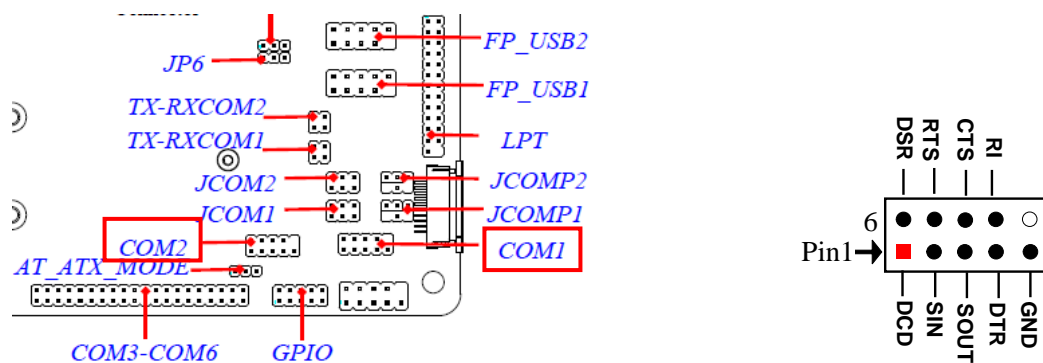 JP6
FP_USB2
FP_USB1
TX-RXCOM2
TX-RXCOM1
LPT
JCOM2
JCOMP2
JCOM1
JCOMP1
COM2
COM1
AT_ATX_MODE
COM3-COM6
GPIO
DSR
RTS
CTS
RI
6
Pin1
DCD
SIN
SOUT
DTR
GND